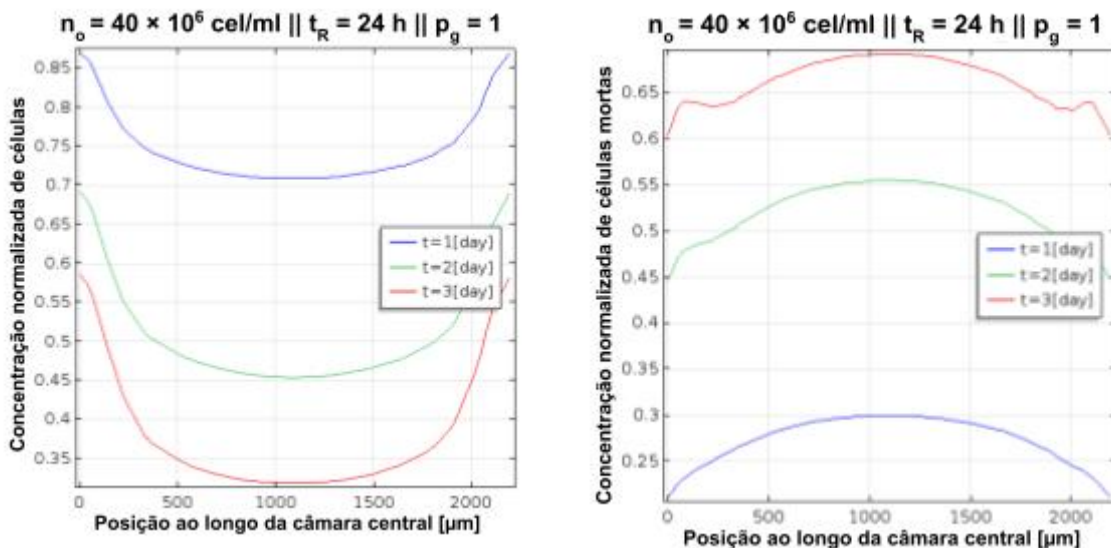 n₀ = 40 × 10⁶ cel/ml || t_R = 24 h || p_g = 1
Concentração normalizada de células
0.85
0.8
0.75
0.7
0.65
0.6
0.55
0.5
0.45
0.4
0.35
t=1[day]
t=2[day]
t=3[day]
0
500
1000
1500
2000
Posição ao longo da câmara central [µm]
n₀ = 40 × 10⁶ cel/ml || t_R = 24 h || p_g = 1
Concentração normalizada de células mortas
0.65
0.6
0.55
0.5
0.45
0.4
0.35
0.3
0.25
t=1[day]
t=2[day]
t=3[day]
0
500
1000
1500
2000
Posição ao longo da câmara central [µm]